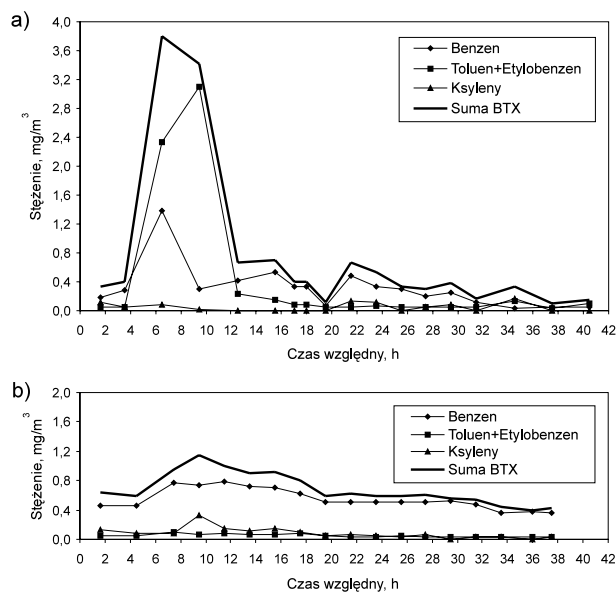 a)
4,0
3,6
3,2
2,8
2,4
2,0
1,6
1,2
0,8
0,4
0,0
Stężenie, mg/m³
Benzen
Toluen+Etylobenzen
Ksyleny
Suma BTX
0 2 4 6 8 10 12 14 16 18 20 22 24 26 28 30 32 34 36 38 40 42
Czas względny, h
b)
2,0
1,6
1,2
0,8
0,4
0,0
Stężenie, mg/m³
Benzen
Toluen+Etylobenzen
Ksyleny
Suma BTX
0 2 4 6 8 10 12 14 16 18 20 22 24 26 28 30 32 34 36 38 40 42
Czas względny, h